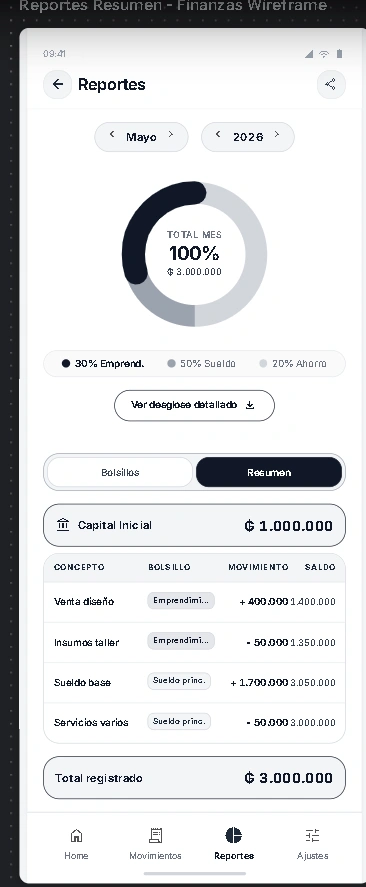 Reportes Resumen - Finanzas Wireframe
09:41
Reportes
Mayo
2026
TOTAL MES
100%
₲ 3.000.000
30% Emprend. 50% Sueldo 20% Ahorro
Ver desglose detallado
Bolsillos Resumen
Capital Inicial ₲ 1.000.000
CONCEPTO BOLSILLO MOVIMIENTO SALDO
Venta diseño Emprendimi... + 400.000 1.400.000
Insumos taller Emprendimi... - 50.000 1.350.000
Sueldo base Sueldo princ. + 1.700.000 3.050.000
Servicios varios Sueldo princ. - 50.000 3.000.000
Total registrado ₲ 3.000.000
Home Movimientos Reportes Ajustes